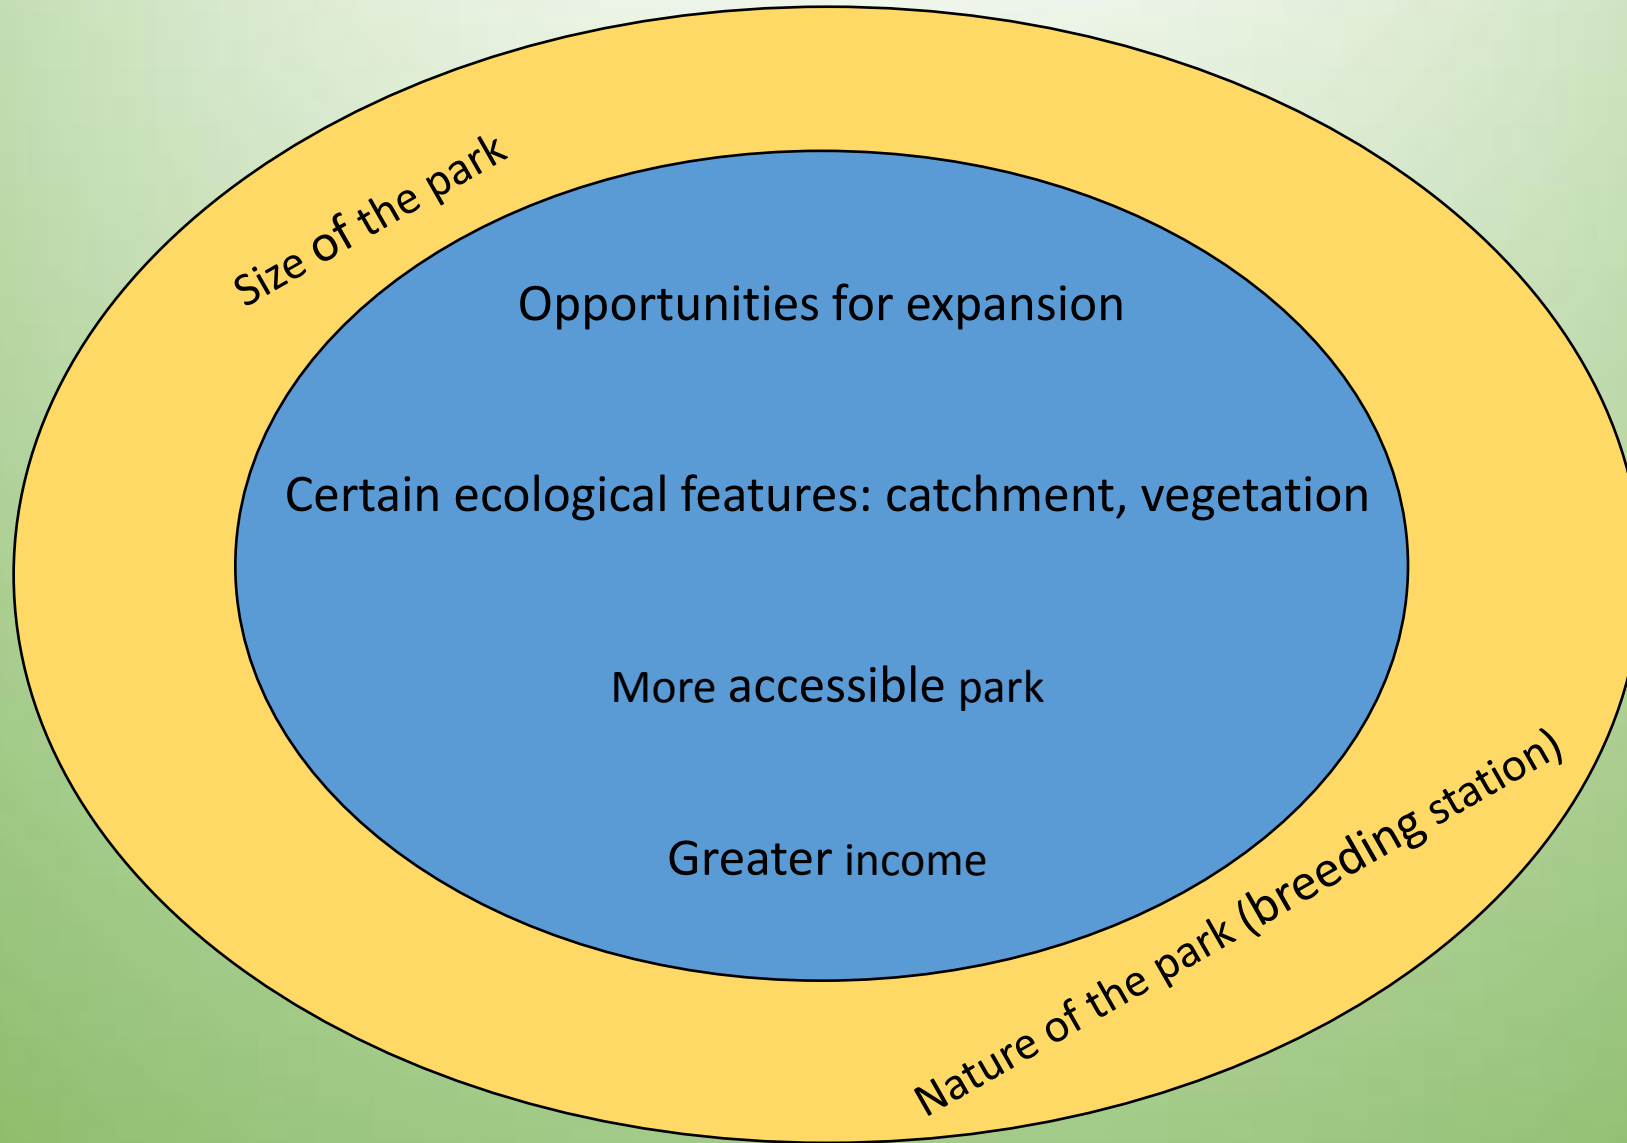 Size of the park
Opportunities for expansion
Certain ecological features: catchment, vegetation
More accessible park
Greater income
Nature of the park (breeding station)